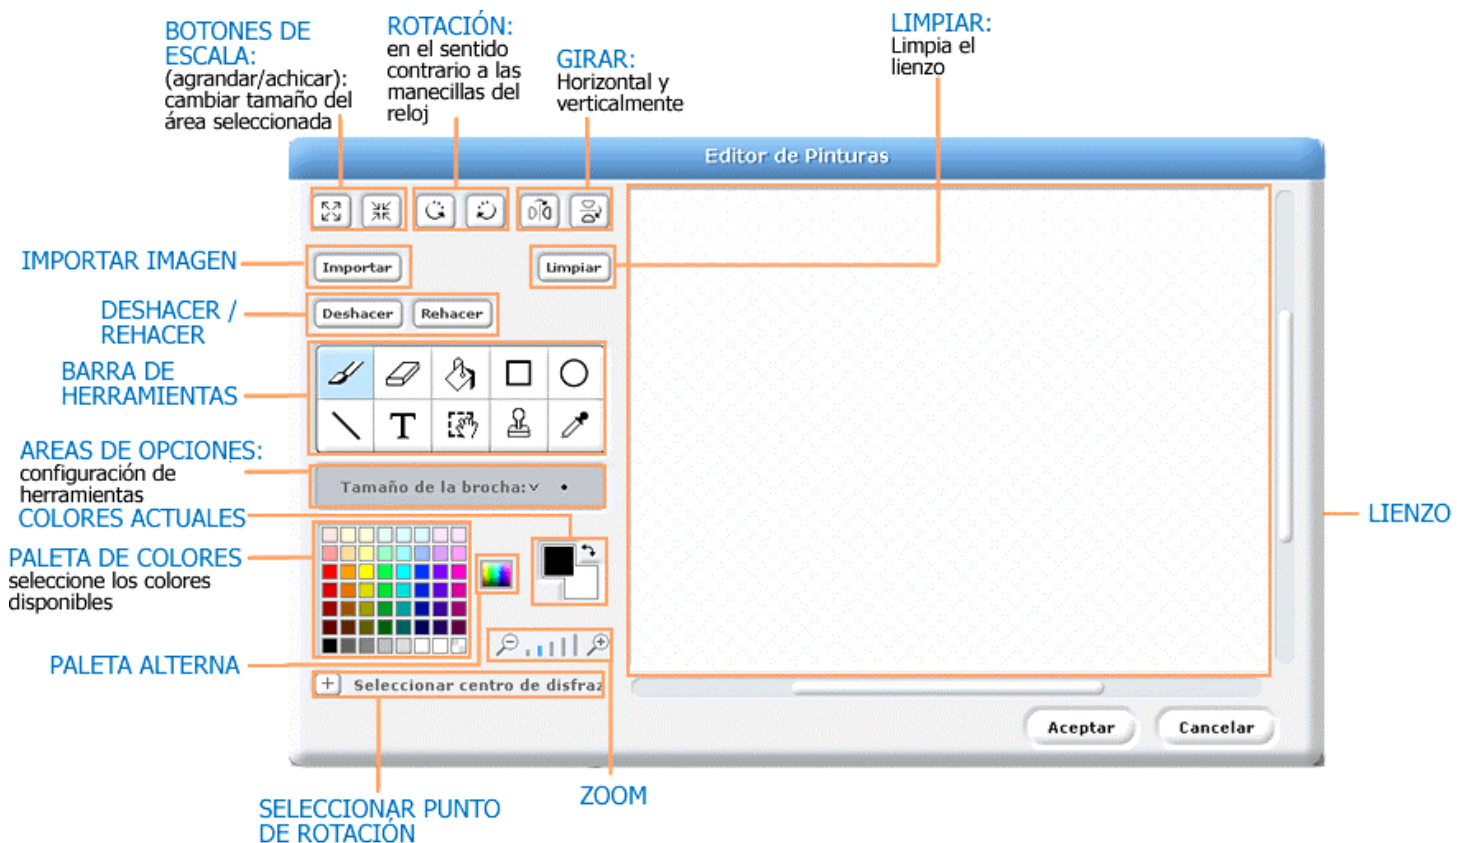 BOTONES DE
ESCALA:
(agrandar/achicar):
cambiar tamaño del
área seleccionada
ROTACIÓN:
en el sentido
contrario a las
manecillas del
reloj
GIRAR:
Horizontal y
verticalmente
LIMPIAR:
Limpia el
lienzo
Editor de Pinturas
IMPORTAR IMAGEN
Importar
Limpiar
DESHACER /
REHACER
Deshacer
Rehacer
BARRA DE
HERRAMIENTAS
T
AREAS DE OPCIONES:
configuración de
herramientas
Tamaño de la brocha:
COLORES ACTUALES
PALETA DE COLORES
seleccione los colores
disponibles
PALETA ALTERNA
Seleccionar centro de disfraz
LIENZO
Aceptar
Cancelar
SELECCIONAR PUNTO
DE ROTACIÓN
ZOOM